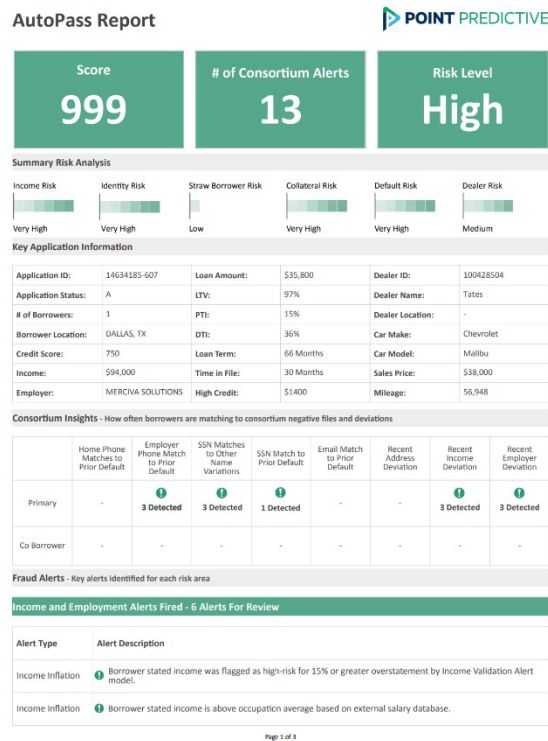 AutoPass Report
POINT PREDICTIVE
Score
999
# of Consortium Alerts
13
Risk Level
High
Summary Risk Analysis
Income Risk
Identity Risk
Straw Borrower Risk
Collateral Risk
Default Risk
Dealer Risk
Very High
Very High
Low
Very High
Very High
Medium
Key Application Information
Application ID: 14634185-607 Loan Amount: $35,800 Dealer ID: 100428504
Application Status: A LTV: 97% Dealer Name: Tates
# of Borrowers: 1 PTI: 15% Dealer Location: -
Borrower Location: DALLAS, TX DTI: 36% Car Make: Chevrolet
Credit Score: 750 Loan Term: 66 Months Car Model: Malibu
Income: $94,000 Time in File: 30 Months Sales Price: $38,000
Employer: MERCIVA SOLUTIONS High Credit: $1400 Mileage: 56,948
Consortium Insights - How often borrowers are matching to consortium negative files and deviations
Home Phone
Matches to
Prior Default
Employer
Phone Match
to Prior
Default
SSN Matches
to Other
Name
Variations
SSN Match to
Prior Default
Email Match
to Prior
Default
Recent
Address
Deviation
Recent
Income
Deviation
Recent
Employer
Deviation
Primary - 3 Detected 3 Detected 1 Detected - - 3 Detected 3 Detected
Co Borrower - - - - - - - -
Fraud Alerts - Key alerts identified for each risk area
Income and Employment Alerts Fired - 6 Alerts For Review
Alert Type Alert Description
Income Inflation Borrower stated income was flagged as high-risk for 15% or greater overstatement by Income Validation Alert
model.
Income Inflation Borrower stated income is above occupation average based on external salary database.
Page 1 of 3